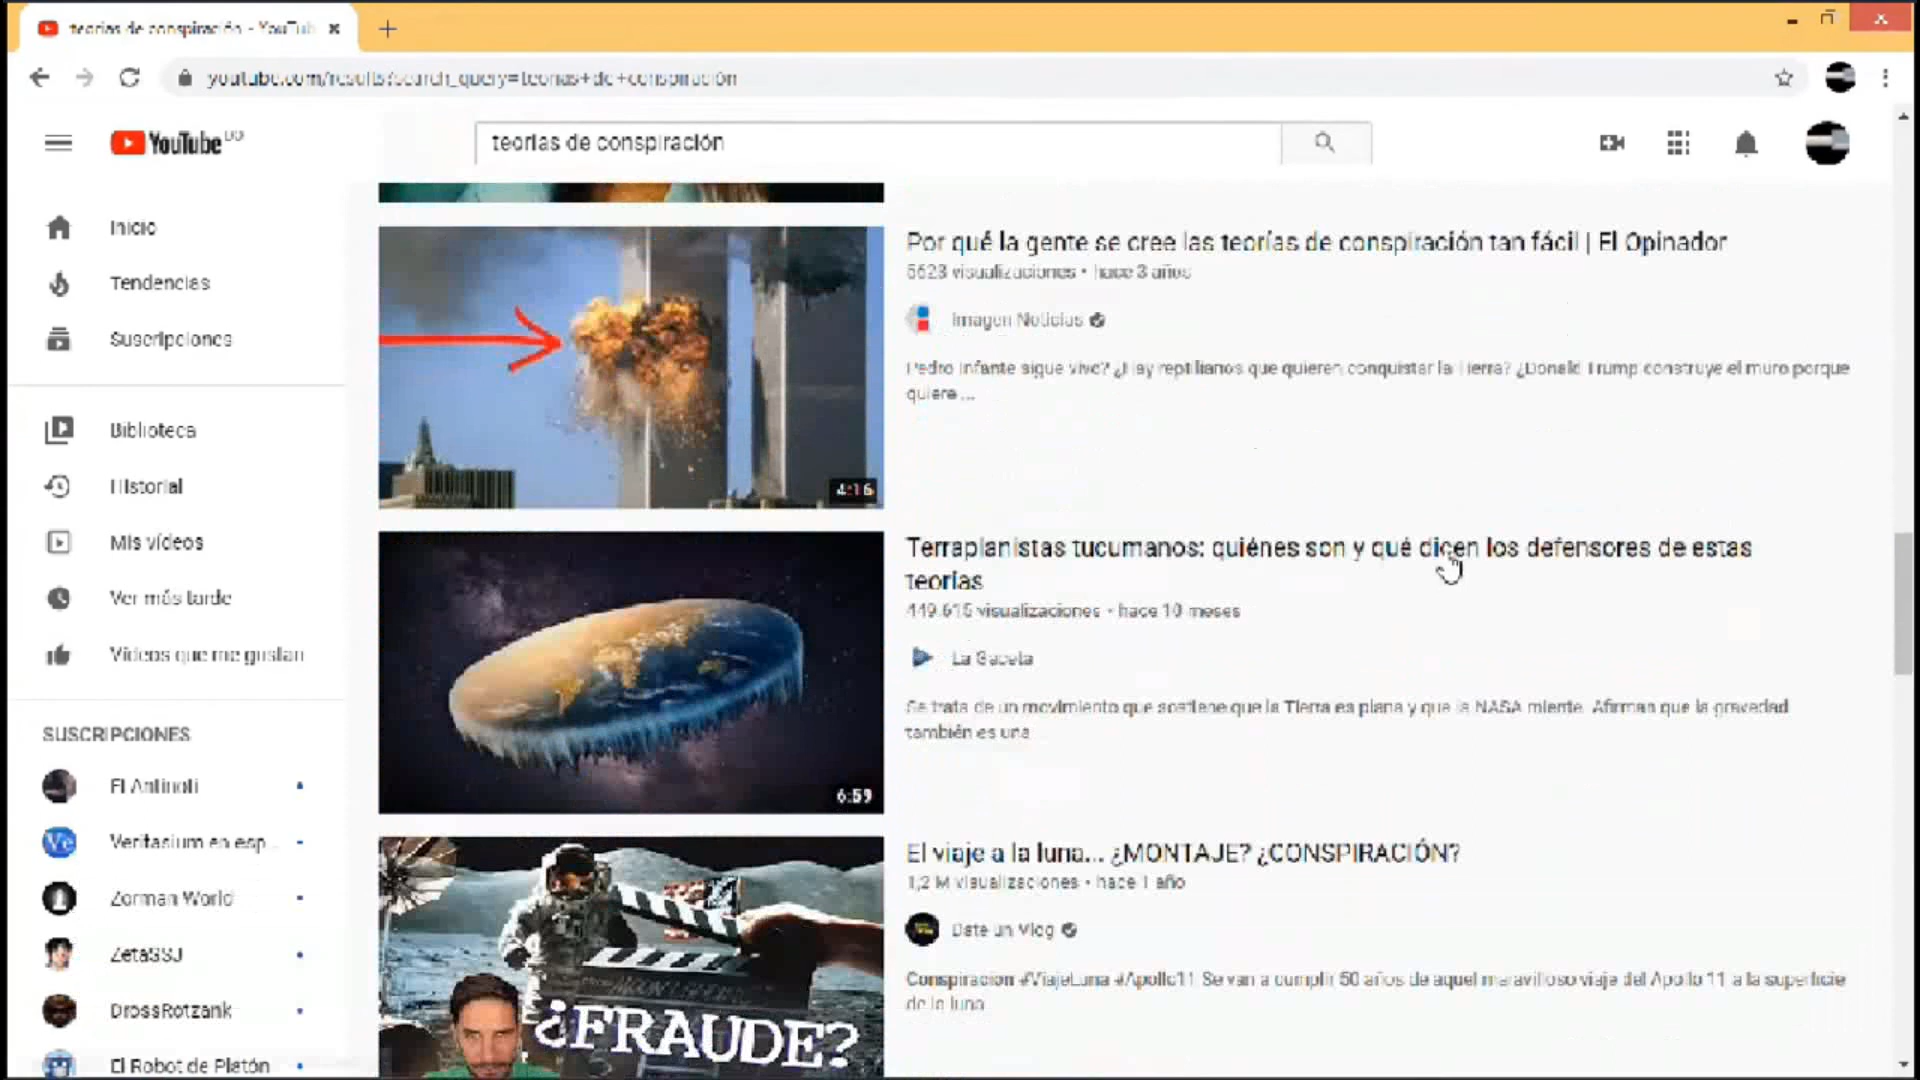 teorías de conspiración - YouTub
youtube.com/results?search_query=teorías+de+conspiración
YouTube DO
teorías de conspiración
Inicio
Tendencias
Suscripciones
Biblioteca
Historial
Mis vídeos
Ver más tarde
Vídeos que me gustan
SUSCRIPCIONES
El Antinoti
Veritasium en esp...
Zorman World
ZetaSSJ
DrossRotzank
El Robot de Platón
4:16
Por qué la gente se cree las teorías de conspiración tan fácil | El Opinador
5623 visualizaciones • hace 3 años
Imagen Noticias
Pedro Infante sigue vivo? ¿Hay reptilianos que quieren conquistar la Tierra? ¿Donald Trump construye el muro porque
quiere ...
6:59
Terraplanistas tucumanos: quiénes son y qué dicen los defensores de estas
teorías
449.615 visualizaciones • hace 10 meses
La Gaceta
Se trata de un movimiento que sostiene que la Tierra es plana y que la NASA miente. Afirman que la gravedad
también es una
¿FRAUDE?
El viaje a la luna... ¿MONTAJE? ¿CONSPIRACIÓN?
1,2 M visualizaciones • hace 1 año
Date un Vlog
Conspiracion #ViajeLuna #Apollo11 Se van a cumplir 50 años de aquel maravilloso viaje del Apollo 11 a la superficie
de la luna